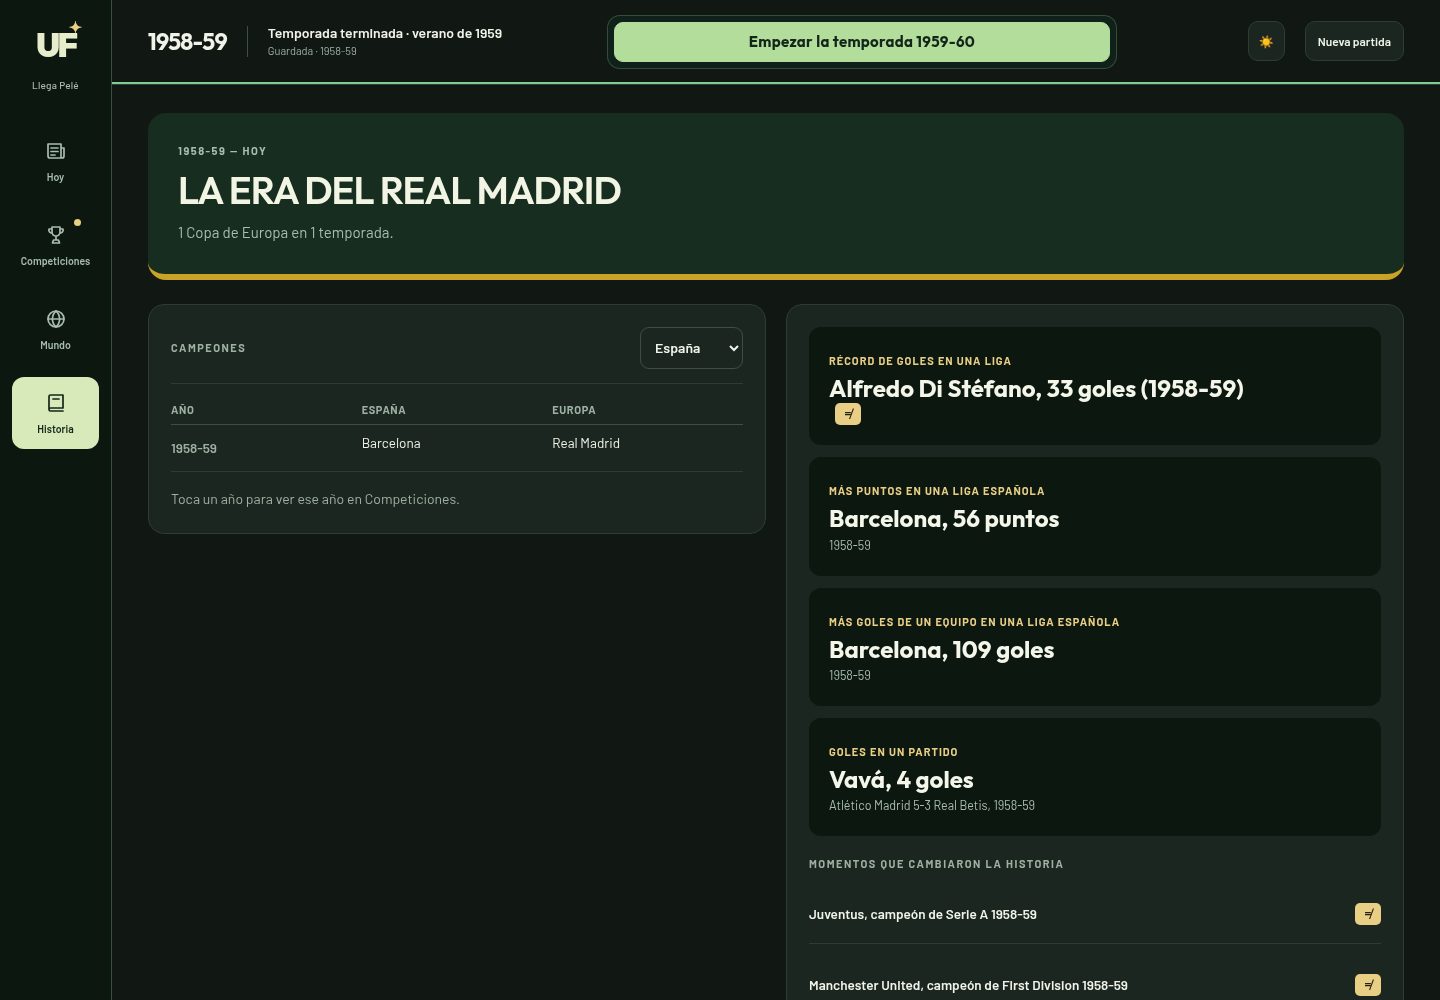 UF
Llega Pelé
Hoy
Competiciones
Mundo
Historia
1958-59
Temporada terminada · verano de 1959
Guardada · 1958-59
Empezar la temporada 1959-60
Nueva partida
1958-59 — HOY
LA ERA DEL REAL MADRID
1 Copa de Europa en 1 temporada.
CAMPEONES
España
AÑO ESPAÑA EUROPA
1958-59 Barcelona Real Madrid
Toca un año para ver ese año en Competiciones.
RÉCORD DE GOLES EN UNA LIGA
Alfredo Di Stéfano, 33 goles (1958-59)
≠
MÁS PUNTOS EN UNA LIGA ESPAÑOLA
Barcelona, 56 puntos
1958-59
MÁS GOLES DE UN EQUIPO EN UNA LIGA ESPAÑOLA
Barcelona, 109 goles
1958-59
GOLES EN UN PARTIDO
Vavá, 4 goles
Atlético Madrid 5-3 Real Betis, 1958-59
MOMENTOS QUE CAMBIARON LA HISTORIA
Juventus, campeón de Serie A 1958-59 ≠
Manchester United, campeón de First Division 1958-59 ≠